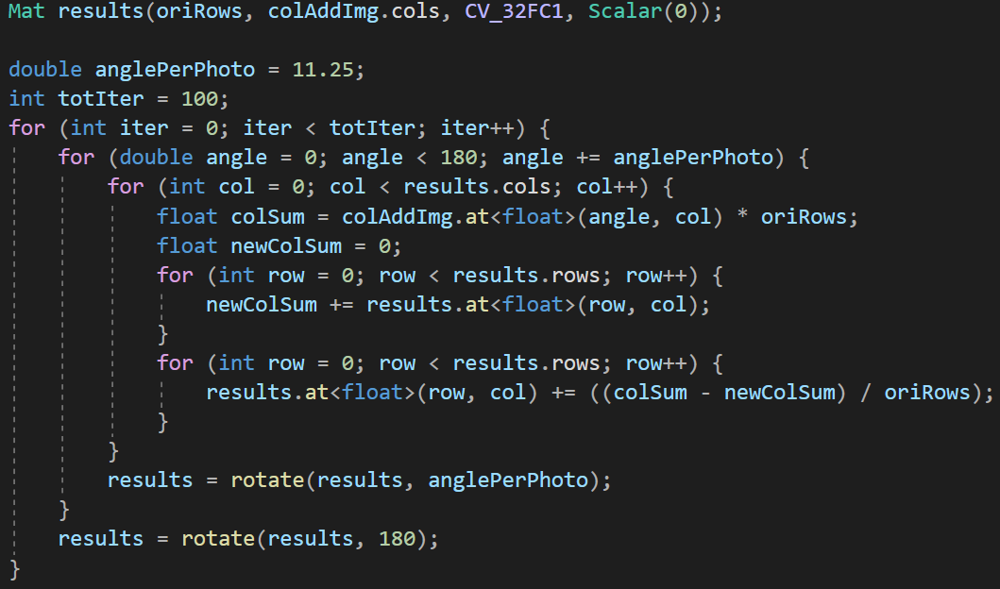 Mat results(oriRows, colAddImg.cols, CV_32FC1, Scalar(0));

double anglePerPhoto = 11.25;
int totIter = 100;
for (int iter = 0; iter < totIter; iter++) {
    for (double angle = 0; angle < 180; angle += anglePerPhoto) {
        for (int col = 0; col < results.cols; col++) {
            float colSum = colAddImg.at<float>(angle, col) * oriRows;
            float newColSum = 0;
            for (int row = 0; row < results.rows; row++) {
                newColSum += results.at<float>(row, col);
            }
            for (int row = 0; row < results.rows; row++) {
                results.at<float>(row, col) += ((colSum - newColSum) / oriRows);
            }
        }
        results = rotate(results, anglePerPhoto);
    }
    results = rotate(results, 180);
}